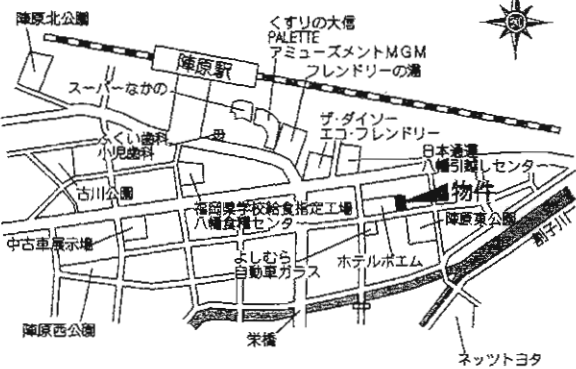 陣原北公園
くすりの大信
PALETTE
アミューズメントMGM
フレンドリーの湯
陣原駅
スーパーなかの
ザ・ダイソー
エコ・フレンドリー
ふくい歯科
小児歯科
日本通運
八幡引越しセンター
古川公園
物件
福岡県学校給食指定工場
八幡食糧センター
陣原東公園
割子川
中古車展示場
よしむら
自動車ガラス
ホテルポエム
陣原西公園
栄橋
ネッツトヨタ